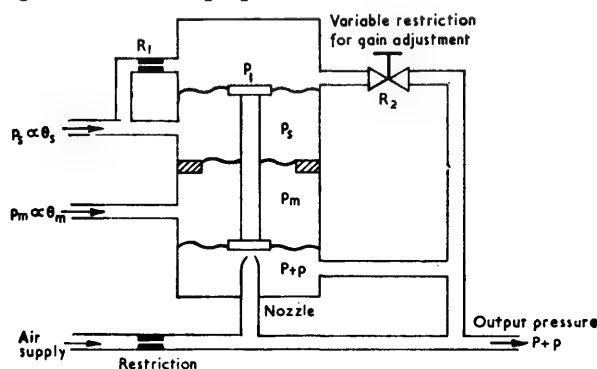 Variable restriction
for gain adjustment
R₁
P₁
R₂
Pₛ∝θₛ
Pₛ
Pₘ∝θₘ
Pₘ
P+p
Nozzle
Air
supply
Restriction
Output pressure
P+p